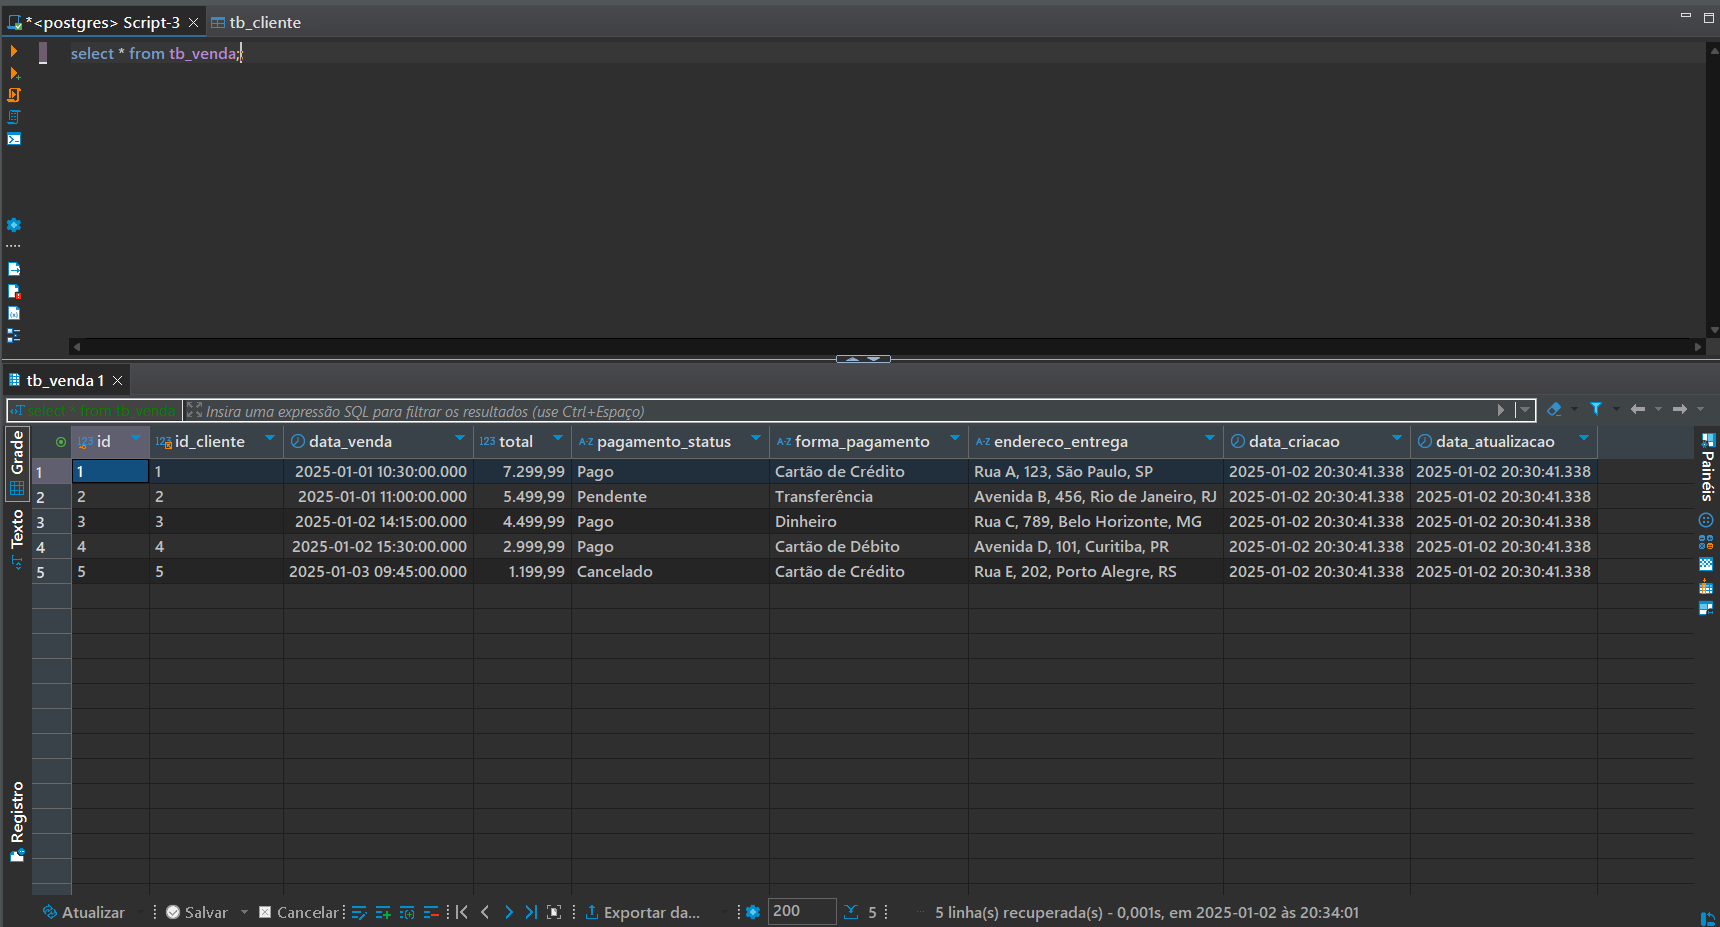 *<postgres> Script-3 tb_cliente
select * from tb_venda;
tb_venda 1
select * from tb_venda Insira uma expressão SQL para filtrar os resultados (use Ctrl+Espaço)
Grade
Texto
Registro
Painéis
123 id 123 id_cliente data_venda 123 total A-Z pagamento_status A-Z forma_pagamento A-Z endereco_entrega data_criacao data_atualizacao
1 1 1 2025-01-01 10:30:00.000 7.299,99 Pago Cartão de Crédito Rua A, 123, São Paulo, SP 2025-01-02 20:30:41.338 2025-01-02 20:30:41.338
2 2 2 2025-01-01 11:00:00.000 5.499,99 Pendente Transferência Avenida B, 456, Rio de Janeiro, RJ 2025-01-02 20:30:41.338 2025-01-02 20:30:41.338
3 3 3 2025-01-02 14:15:00.000 4.499,99 Pago Dinheiro Rua C, 789, Belo Horizonte, MG 2025-01-02 20:30:41.338 2025-01-02 20:30:41.338
4 4 4 2025-01-02 15:30:00.000 2.999,99 Pago Cartão de Débito Avenida D, 101, Curitiba, PR 2025-01-02 20:30:41.338 2025-01-02 20:30:41.338
5 5 5 2025-01-03 09:45:00.000 1.199,99 Cancelado Cartão de Crédito Rua E, 202, Porto Alegre, RS 2025-01-02 20:30:41.338 2025-01-02 20:30:41.338
Atualizar Salvar Cancelar Exportar da... 200 5 5 linha(s) recuperada(s) - 0,001s, em 2025-01-02 às 20:34:01